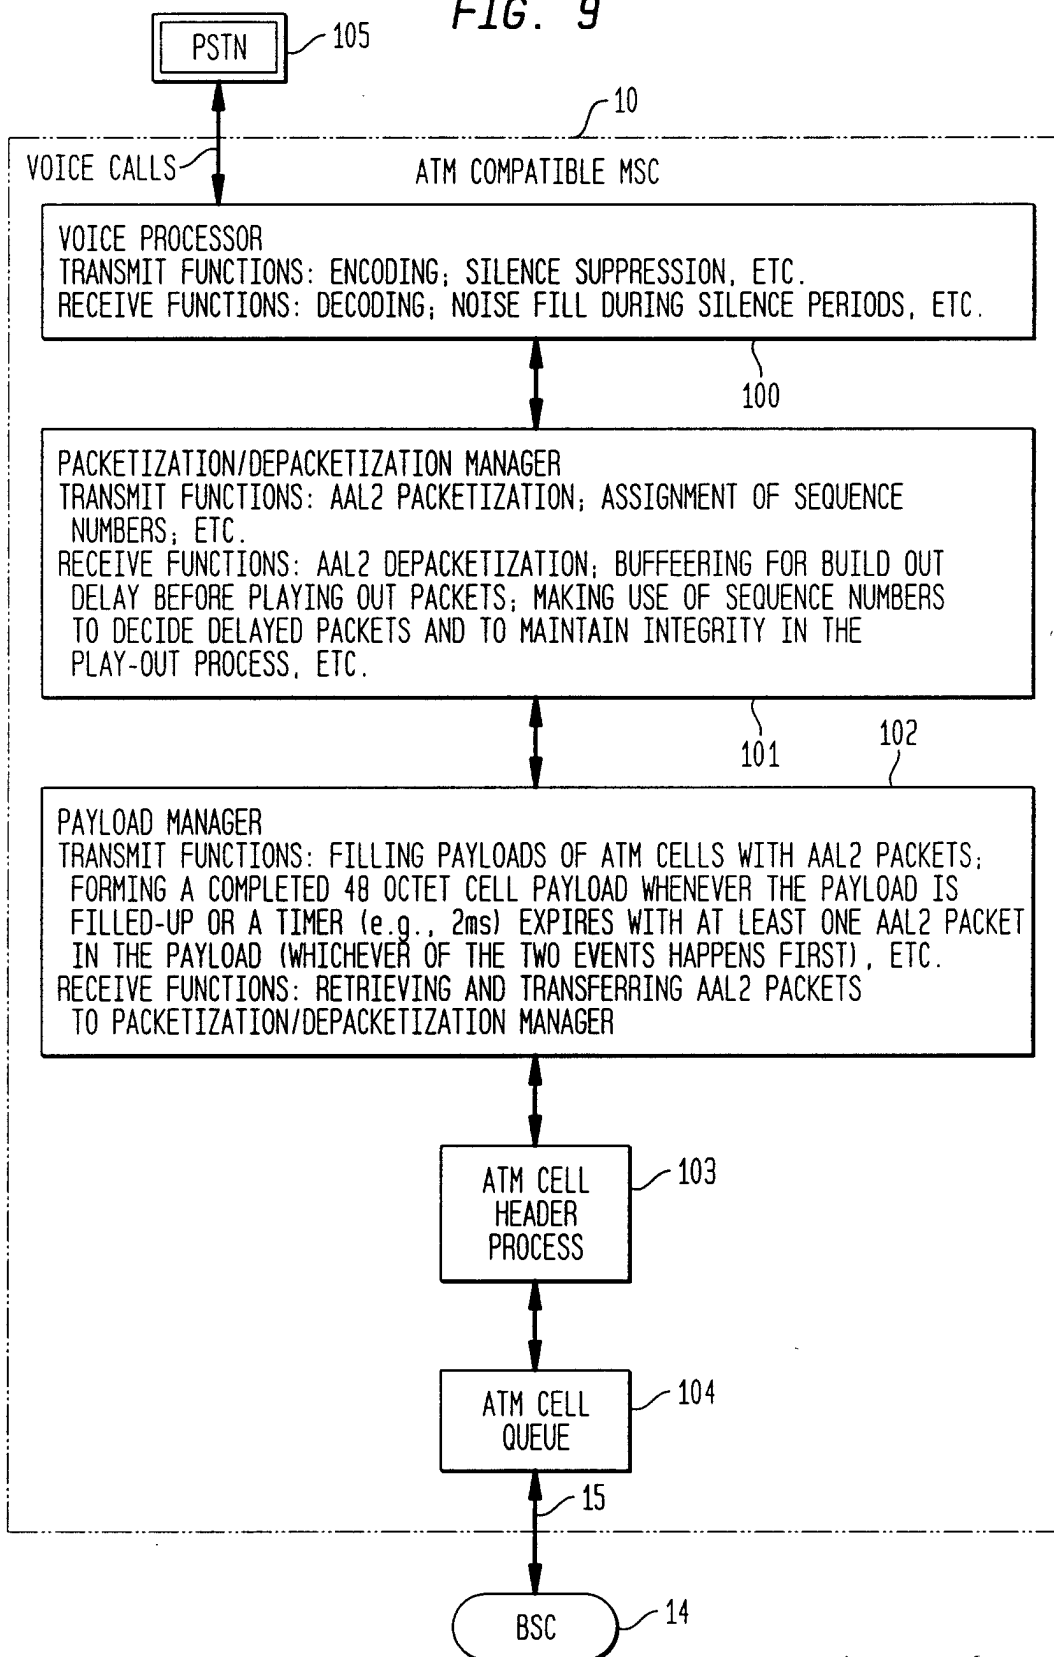 FIG. 9
PSTN
105
10
VOICE CALLS
ATM COMPATIBLE MSC
VOICE PROCESSOR
TRANSMIT FUNCTIONS: ENCODING; SILENCE SUPPRESSION, ETC.
RECEIVE FUNCTIONS: DECODING; NOISE FILL DURING SILENCE PERIODS, ETC.
100
PACKETIZATION/DEPACKETIZATION MANAGER
TRANSMIT FUNCTIONS: AAL2 PACKETIZATION; ASSIGNMENT OF SEQUENCE
NUMBERS; ETC.
RECEIVE FUNCTIONS: AAL2 DEPACKETIZATION; BUFFEERING FOR BUILD OUT
DELAY BEFORE PLAYING OUT PACKETS; MAKING USE OF SEQUENCE NUMBERS
TO DECIDE DELAYED PACKETS AND TO MAINTAIN INTEGRITY IN THE
PLAY-OUT PROCESS, ETC.
101
102
PAYLOAD MANAGER
TRANSMIT FUNCTIONS: FILLING PAYLOADS OF ATM CELLS WITH AAL2 PACKETS;
FORMING A COMPLETED 48 OCTET CELL PAYLOAD WHENEVER THE PAYLOAD IS
FILLED-UP OR A TIMER (e.g., 2ms) EXPIRES WITH AT LEAST ONE AAL2 PACKET
IN THE PAYLOAD (WHICHEVER OF THE TWO EVENTS HAPPENS FIRST), ETC.
RECEIVE FUNCTIONS: RETRIEVING AND TRANSFERRING AAL2 PACKETS
TO PACKETIZATION/DEPACKETIZATION MANAGER
ATM CELL
HEADER
PROCESS
103
ATM CELL
QUEUE
104
15
BSC
14